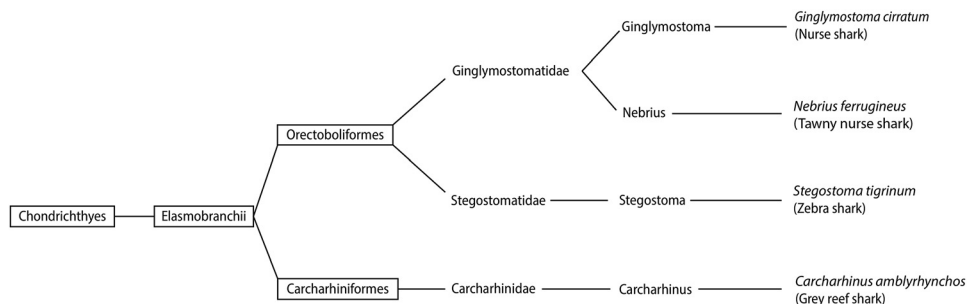 Ginglymostoma cirratum
(Nurse shark)
Ginglymostoma
Ginglymostomatidae
Nebrius ferrugineus
(Tawny nurse shark)
Nebrius
Orectoboliformes
Stegostoma tigrinum
(Zebra shark)
Stegostomatidae
Stegostoma
Chondrichthyes
Elasmobranchii
Carcharhiniformes
Carcharhinidae
Carcharhinus
Carcharhinus amblyrhynchos
(Grey reef shark)